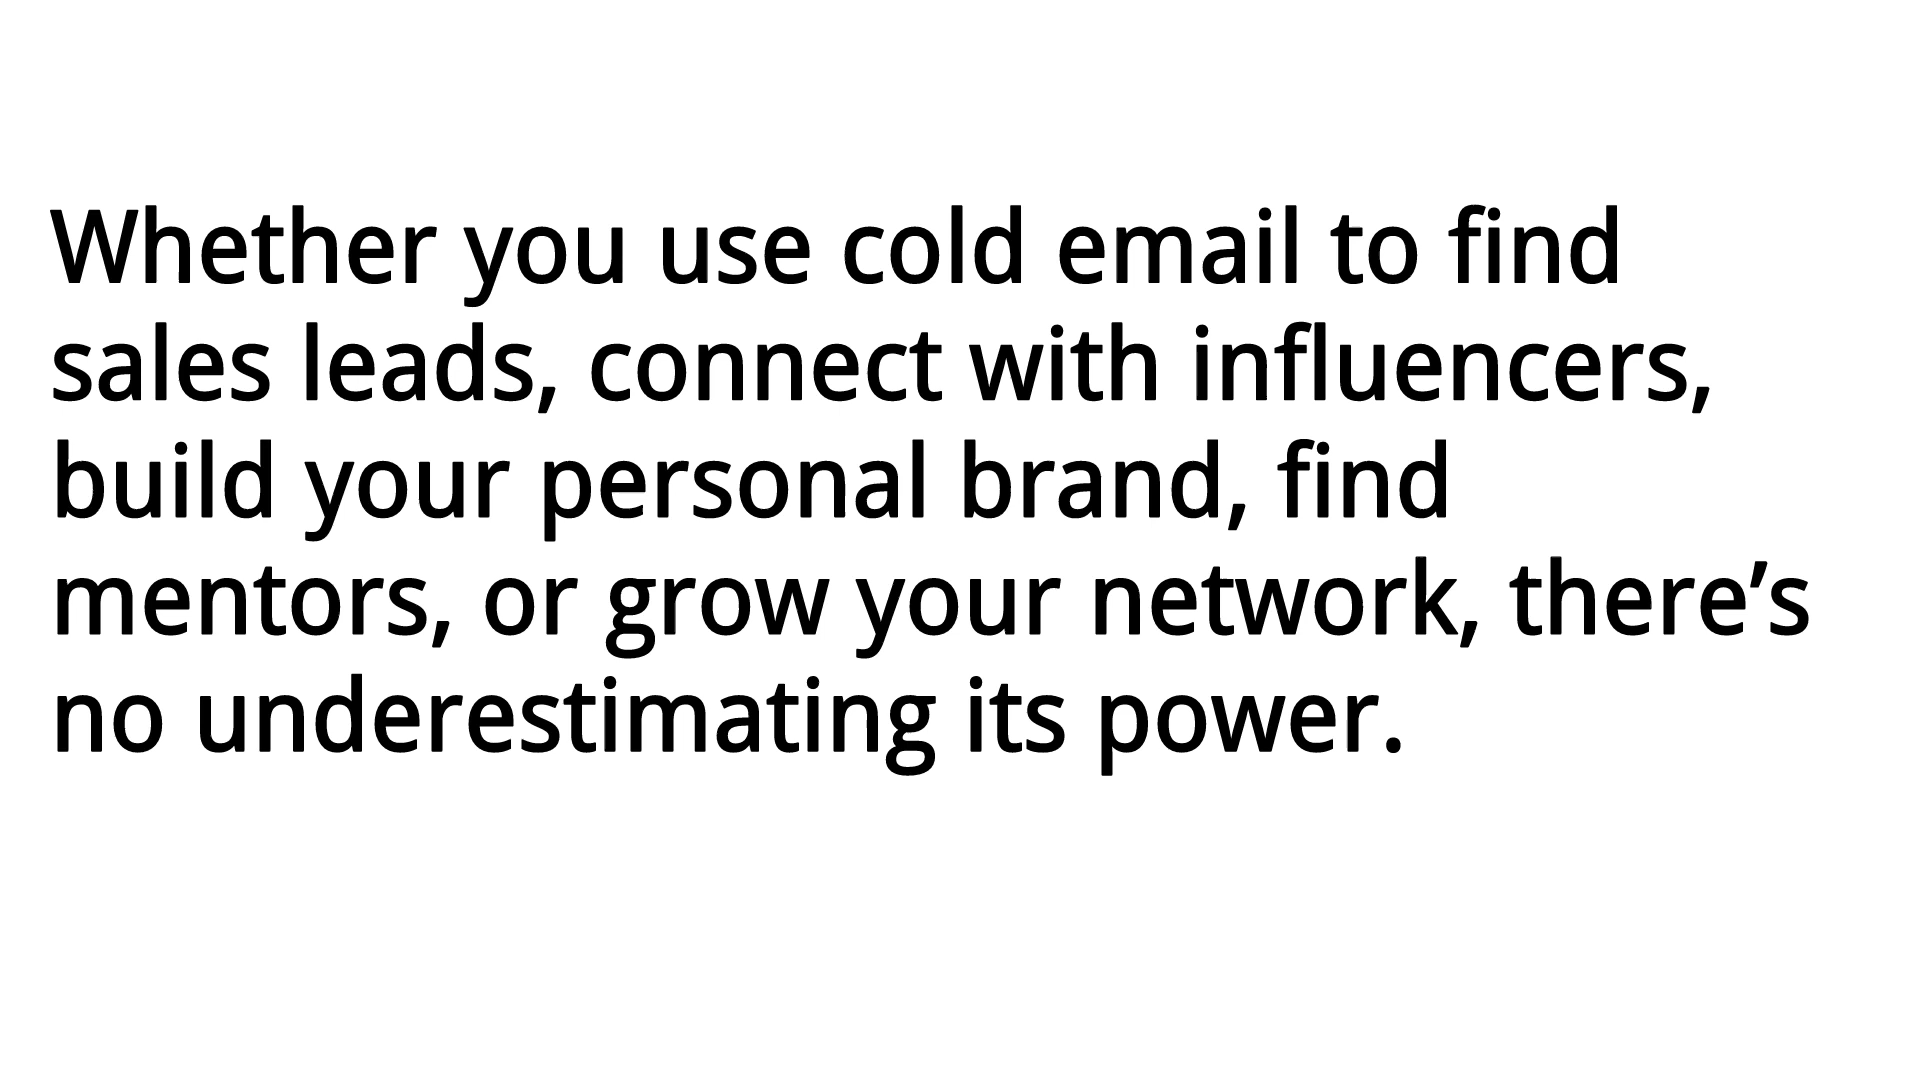 Whether you use cold email to find
sales leads, connect with influencers,
build your personal brand, find
mentors, or grow your network, there’s
no underestimating its power.